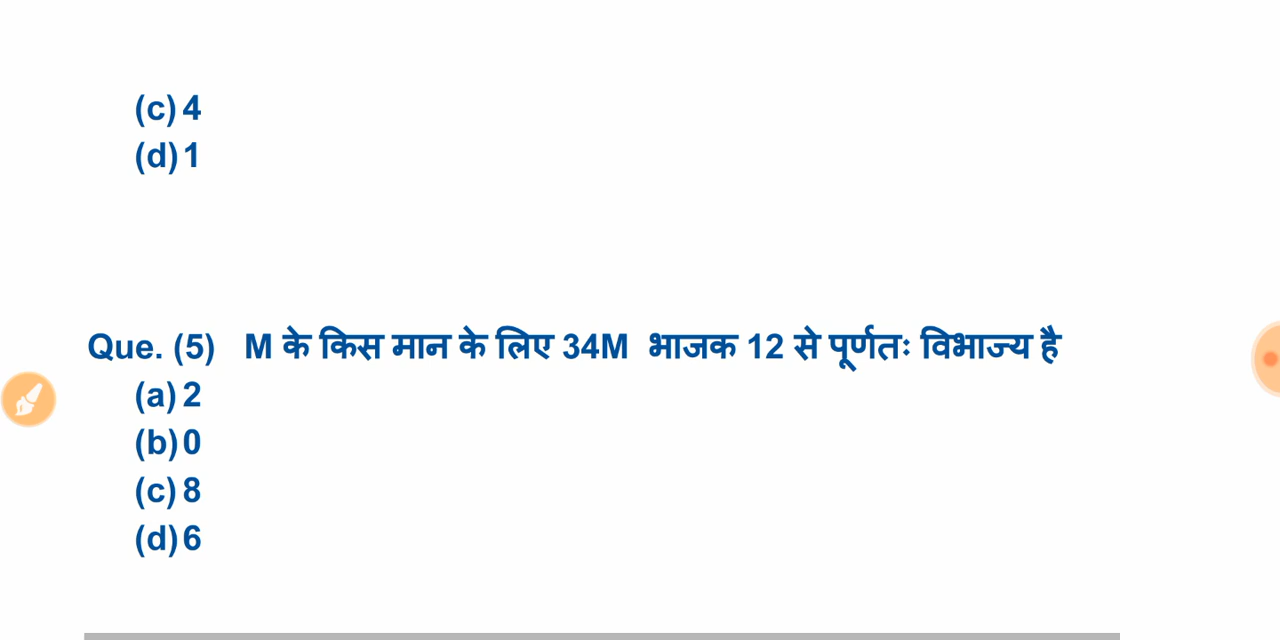 (c) 4
(d) 1
Que. (5) M के किस मान के लिए 34M भाजक 12 से पूर्णतः विभाज्य है
(a) 2
(b) 0
(c) 8
(d) 6